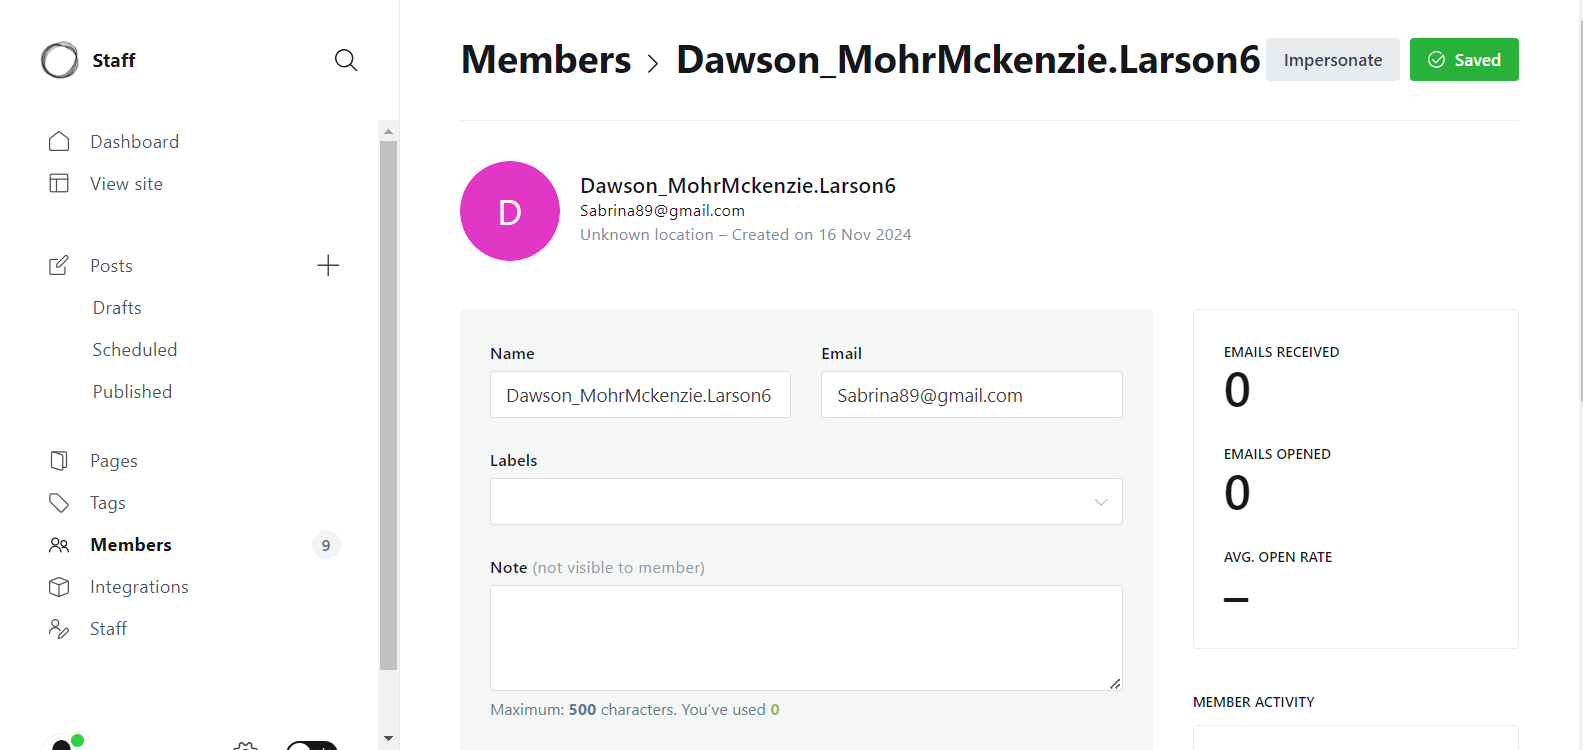 Staff
Dashboard
View site
Posts
Drafts
Scheduled
Published
Pages
Tags
Members 9
Integrations
Staff
Members > Dawson_MohrMckenzie.Larson6
Impersonate
Saved
D
Dawson_MohrMckenzie.Larson6
Sabrina89@gmail.com
Unknown location – Created on 16 Nov 2024
Name
Dawson_MohrMckenzie.Larson6
Email
Sabrina89@gmail.com
Labels
Note (not visible to member)
Maximum: 500 characters. You’ve used 0
EMAILS RECEIVED
0
EMAILS OPENED
0
AVG. OPEN RATE
–
MEMBER ACTIVITY